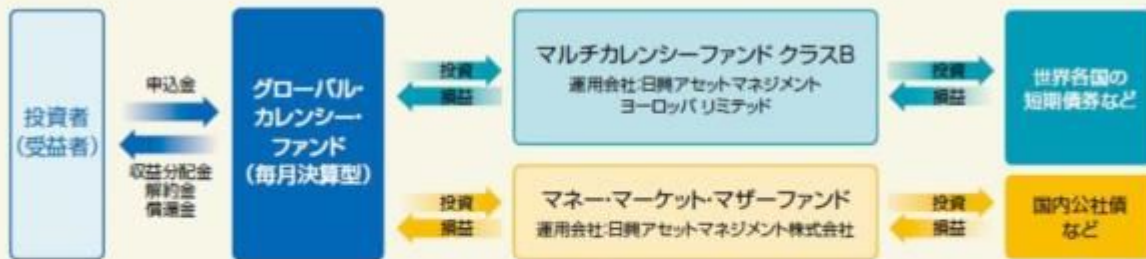 投資者
(受益者)
申込金
収益分配金
解約金
償還金
グローバル・
カレンシー・
ファンド
(毎月決算型)
投資
損益
マルチカレンシーファンド クラスB
運用会社:日興アセットマネジメント
ヨーロッパ リミテッド
投資
損益
世界各国の
短期債券など
投資
損益
マネー・マーケット・マザーファンド
運用会社:日興アセットマネジメント株式会社
投資
損益
国内公社債
など